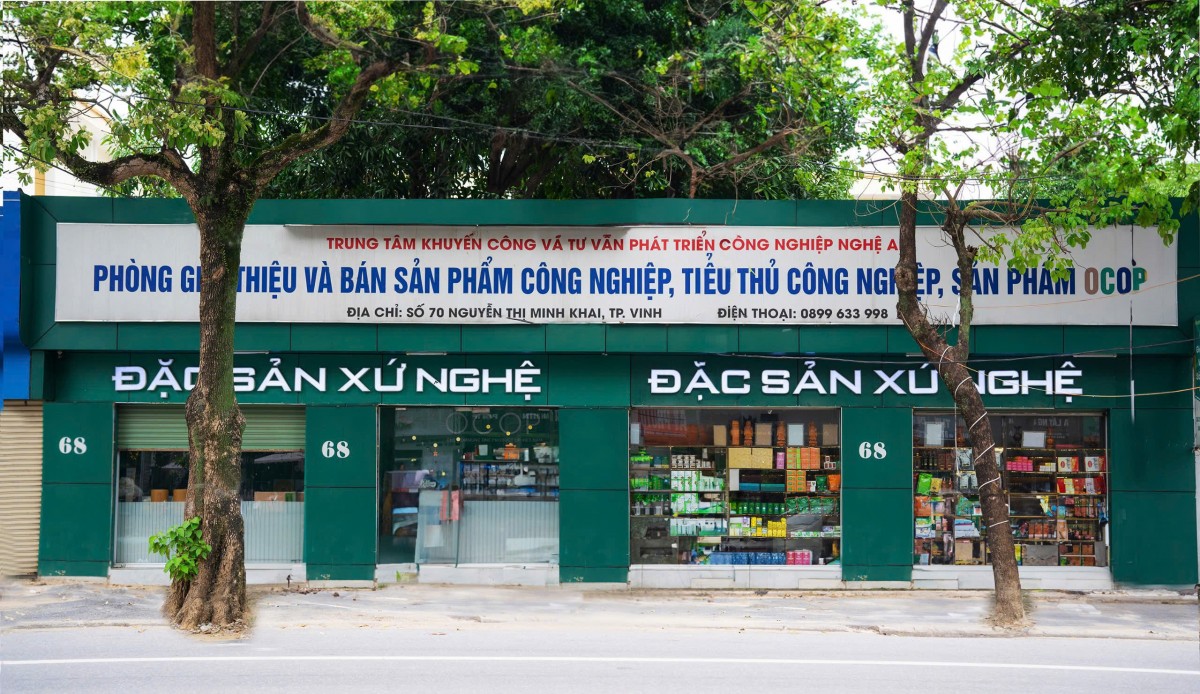 TRUNG TÂM KHUYẾN CÔNG VÀ TƯ VẤN PHÁT TRIỂN CÔNG NGHIỆP NGHỆ
PHÒNG THIỆU VÀ BÁN SẢN PHẨM CÔNG NGHIỆP, TIỂU THỦ CÔNG NGHIỆP, SẢN PHẨM OCOP
ĐỊA CHỈ: SỐ 70 NGUYỄN THỊ MINH KHAI, TP. VINH ĐIỆN THOẠI: 0899 633 998
ĐẶC SẢN XỨ NGHỆ
ĐẶC SẢN XỨ NGHỆ
68
68
68